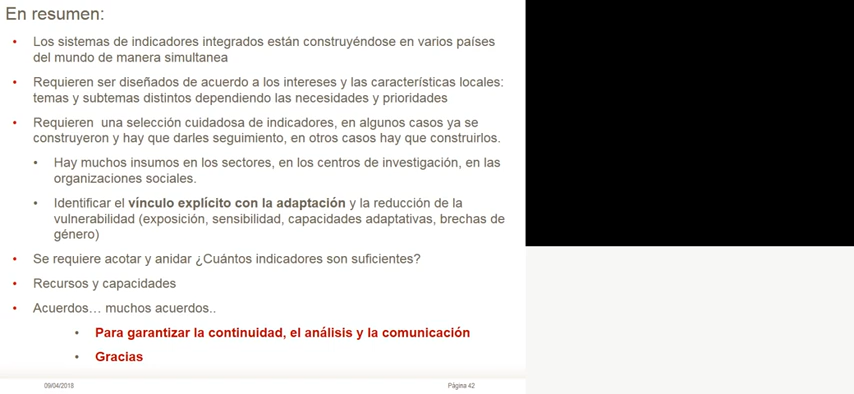 En resumen:
• Los sistemas de indicadores integrados están construyéndose en varios países
del mundo de manera simultanea
• Requieren ser diseñados de acuerdo a los intereses y las características locales:
temas y subtemas distintos dependiendo las necesidades y prioridades
• Requieren una selección cuidadosa de indicadores, en algunos casos ya se
construyeron y hay que darles seguimiento, en otros casos hay que construirlos.
• Hay muchos insumos en los sectores, en los centros de investigación, en las
organizaciones sociales.
• Identificar el vínculo explícito con la adaptación y la reducción de la
vulnerabilidad (exposición, sensibilidad, capacidades adaptativas, brechas de
género)
• Se requiere acotar y anidar ¿Cuántos indicadores son suficientes?
• Recursos y capacidades
• Acuerdos… muchos acuerdos..
• Para garantizar la continuidad, el análisis y la comunicación
• Gracias
09/04/2018 Página 42